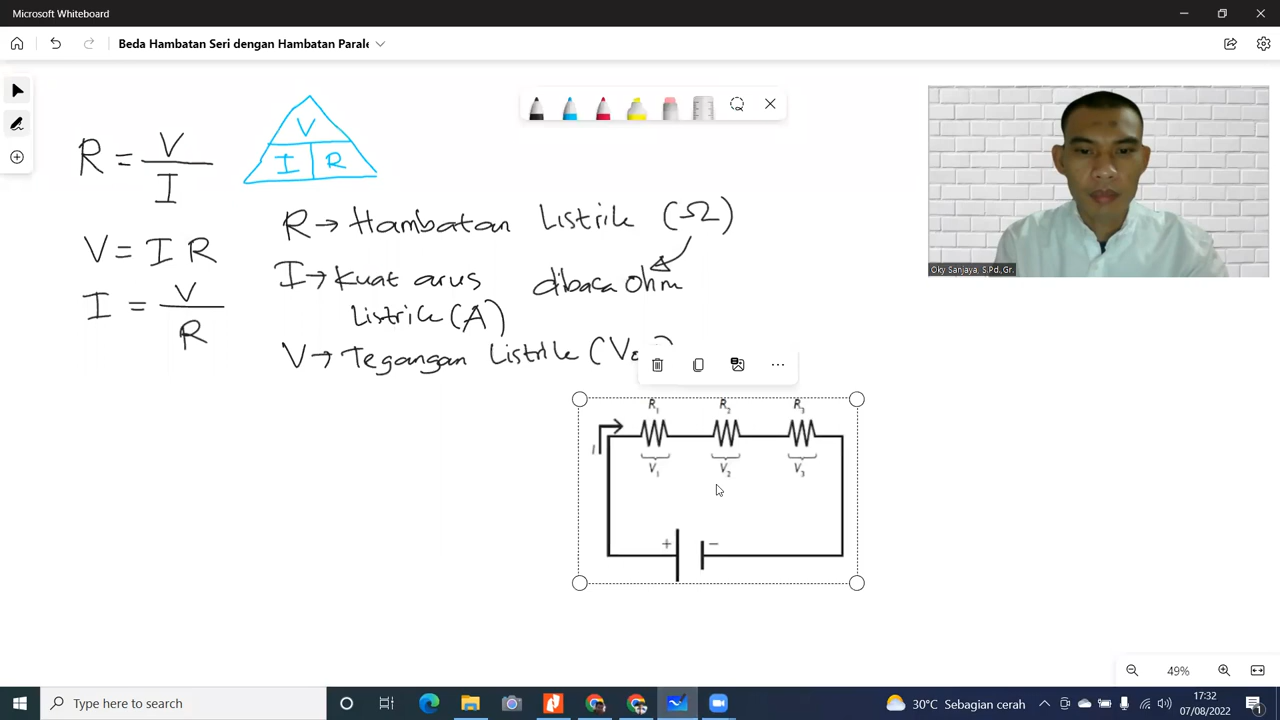 Microsoft Whiteboard
Beda Hambatan Seri dengan Hambatan Parale
R = V / I
V
I R
V = I R
I = V / R
R → Hambatan Listrik (Ω)
I → Kuat arus
Listrik (A)
dibaca ohm
V → Tegangan Listrik
Oky Sanjaya, S.Pd.,Gr.
R₁ R₂ R₃
I
V₁ V₂ V₃
+ −
49%
Type here to search
30°C Sebagian cerah
17:32
07/08/2022
1